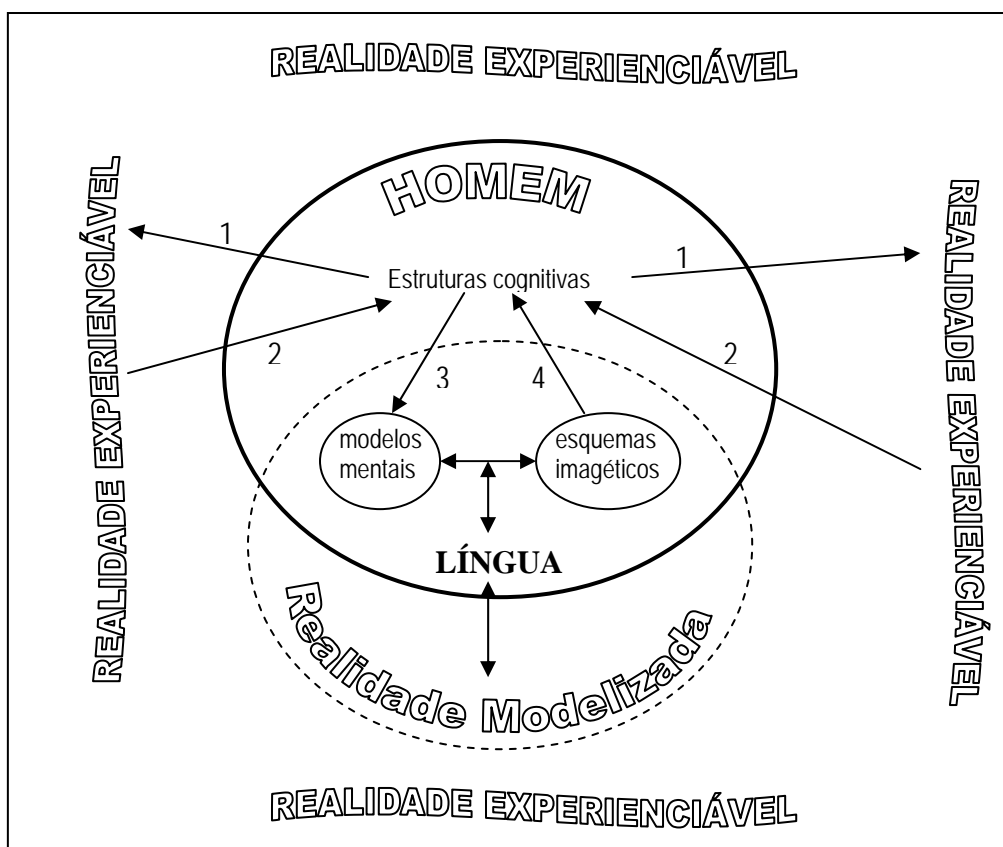 REALIDADE EXPERIENCIÁVEL
REALIDADE EXPERIENCIÁVEL
HOMEM
REALIDADE EXPERIENCIÁVEL
1
1
Estruturas cognitivas
2
2
3
4
modelos
mentais
esquemas
imagéticos
LÍNGUA
Realidade Modelizada
REALIDADE EXPERIENCIÁVEL